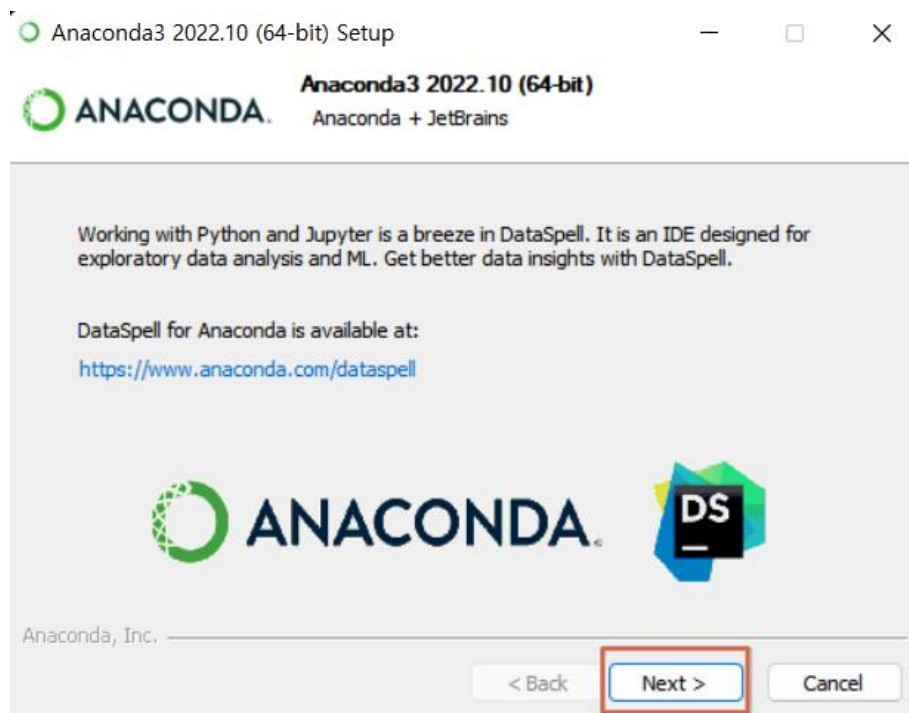 Anaconda3 2022.10 (64-bit) Setup
ANACONDA.
Anaconda3 2022.10 (64-bit)
Anaconda + JetBrains
Working with Python and Jupyter is a breeze in DataSpell. It is an IDE designed for
exploratory data analysis and ML. Get better data insights with DataSpell.
DataSpell for Anaconda is available at:
https://www.anaconda.com/dataspell
ANACONDA.
DS
Anaconda, Inc.
< Back
Next >
Cancel